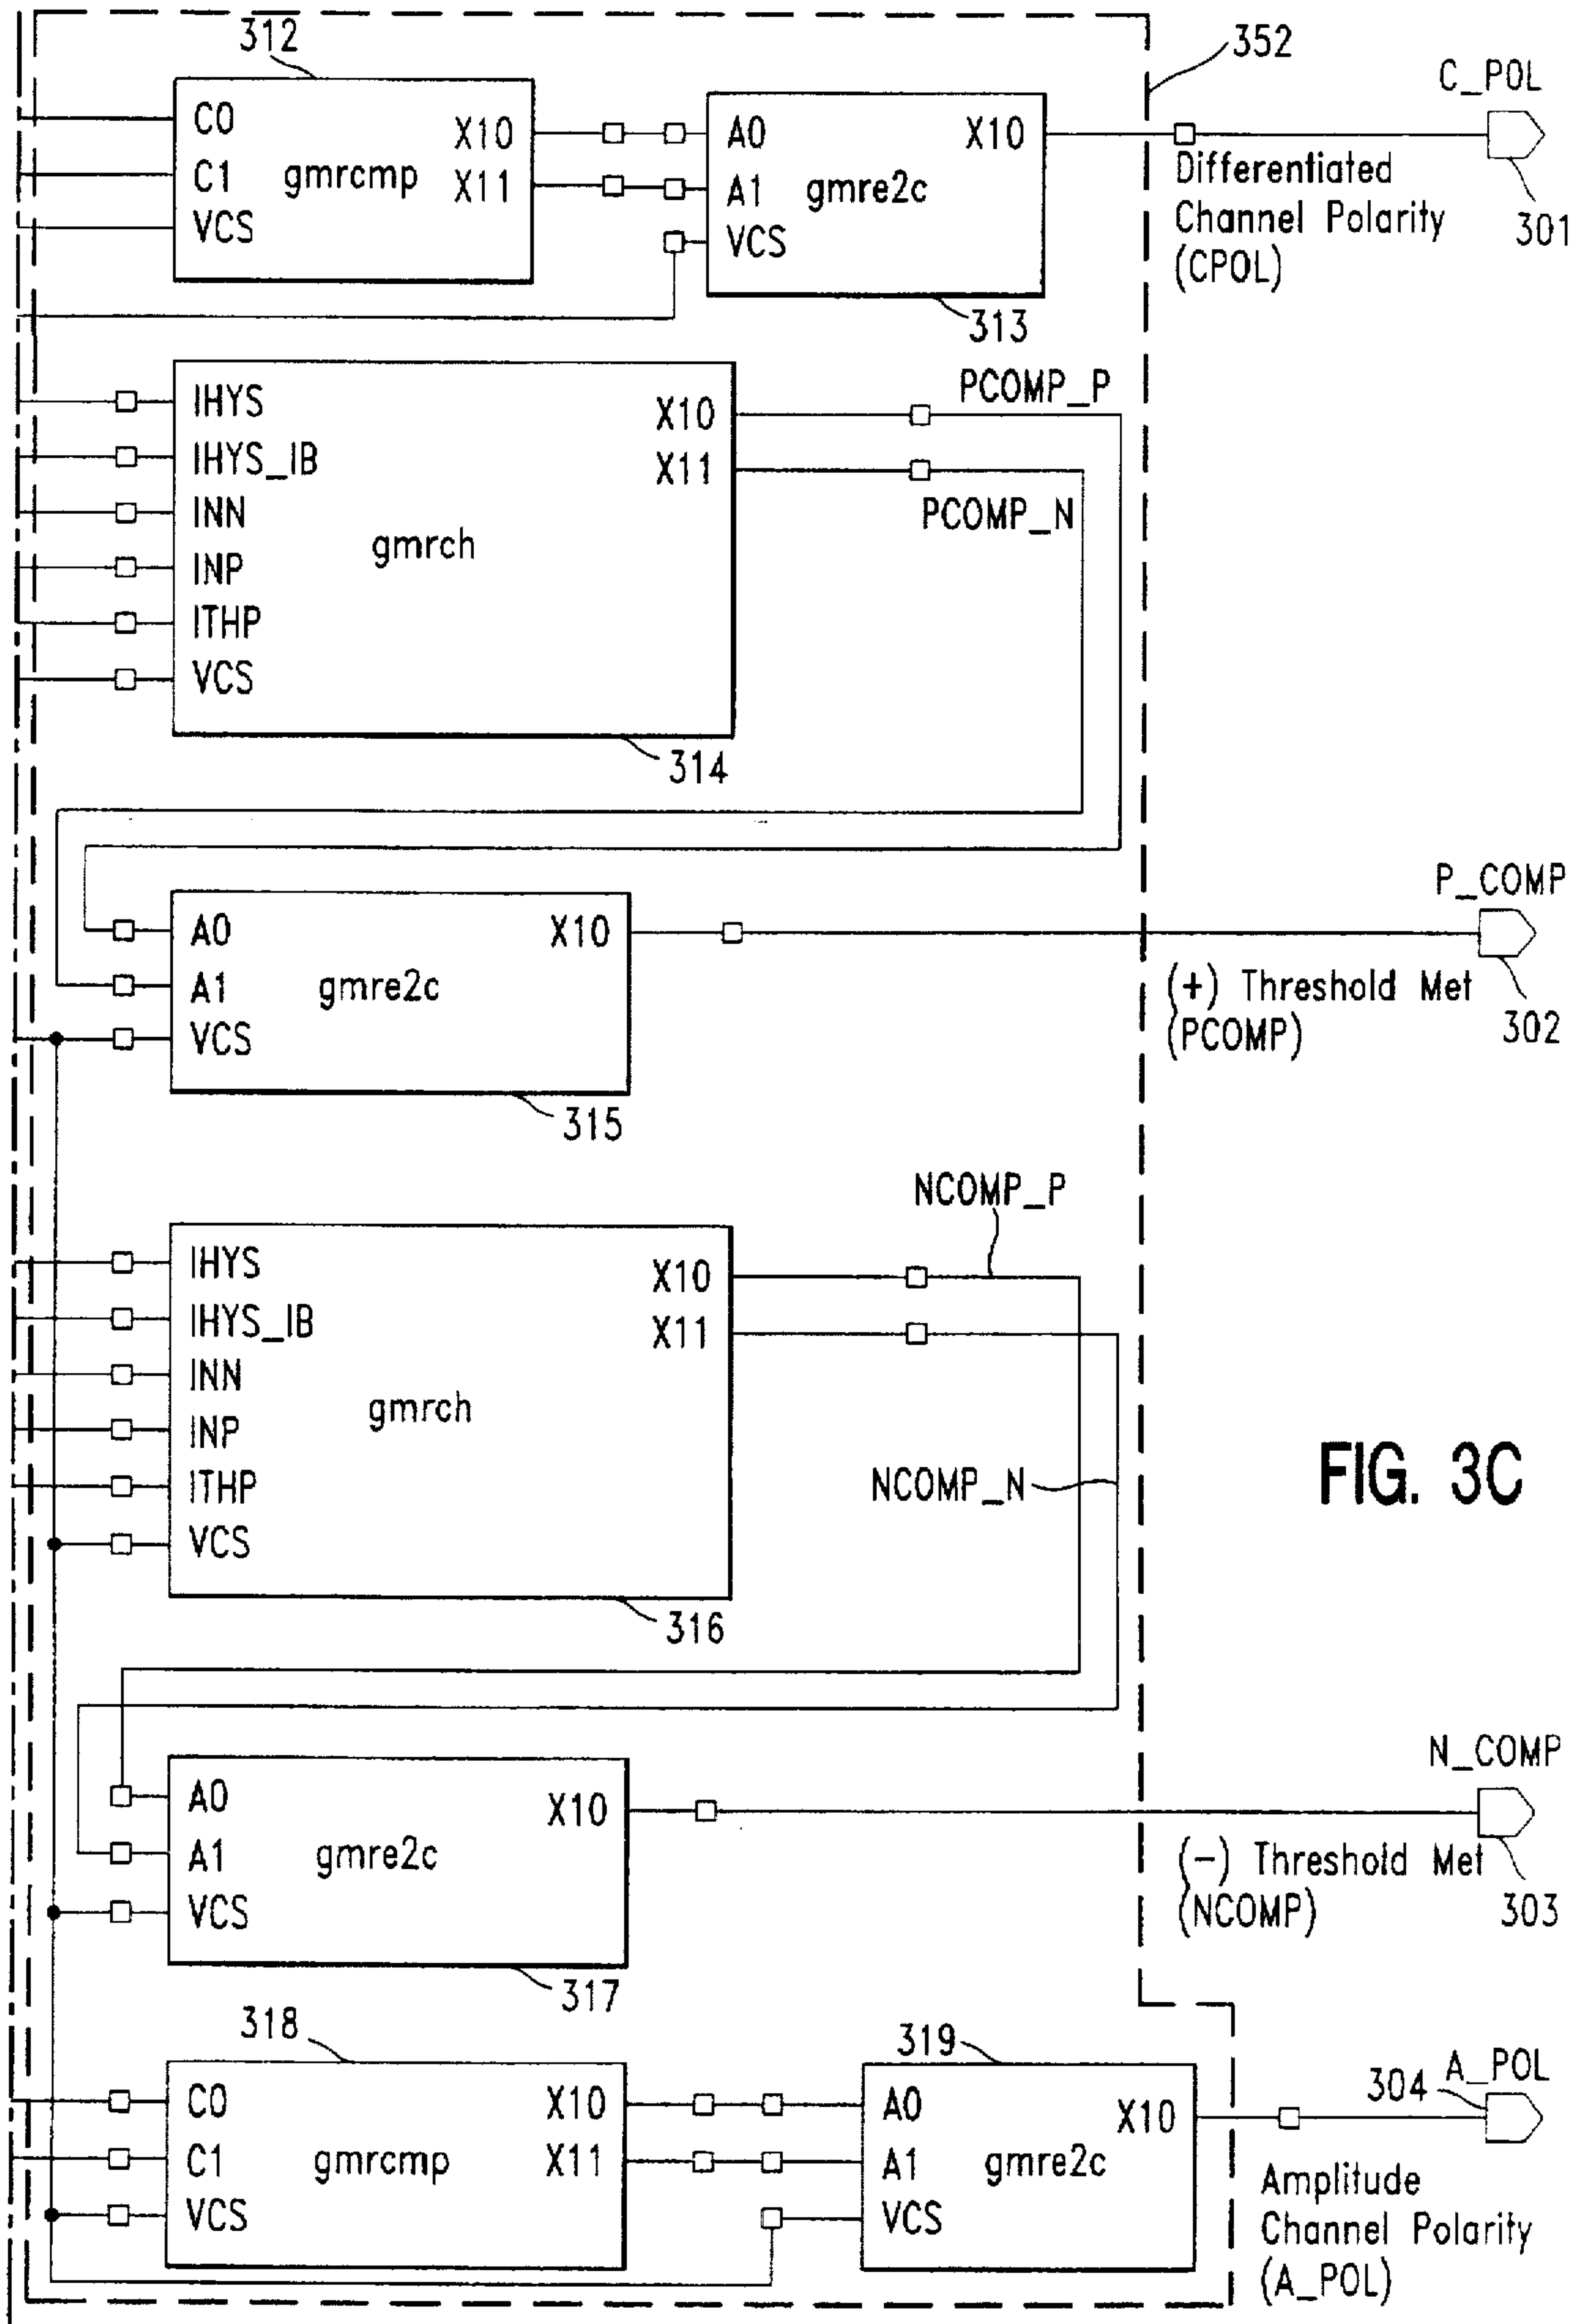 312
352
C_POL
C0
C1
VCS
gmrcmp
X10
X11
A0
A1
VCS
gmre2c
X10
Differentiated
Channel Polarity
(CPOL)
301
313
IHYS
IHYS_IB
INN
INP
ITHP
VCS
gmrch
X10
X11
PCOMP_P
PCOMP_N
314
A0
A1
VCS
gmre2c
X10
315
P_COMP
(+) Threshold Met
(PCOMP)
302
IHYS
IHYS_IB
INN
INP
ITHP
VCS
gmrch
X10
X11
NCOMP_P
NCOMP_N
316
FIG. 3C
A0
A1
VCS
gmre2c
X10
317
N_COMP
(-) Threshold Met
(NCOMP)
303
318
C0
C1
VCS
gmrcmp
X10
X11
319
A0
A1
VCS
gmre2c
X10
304
A_POL
Amplitude
Channel Polarity
(A_POL)